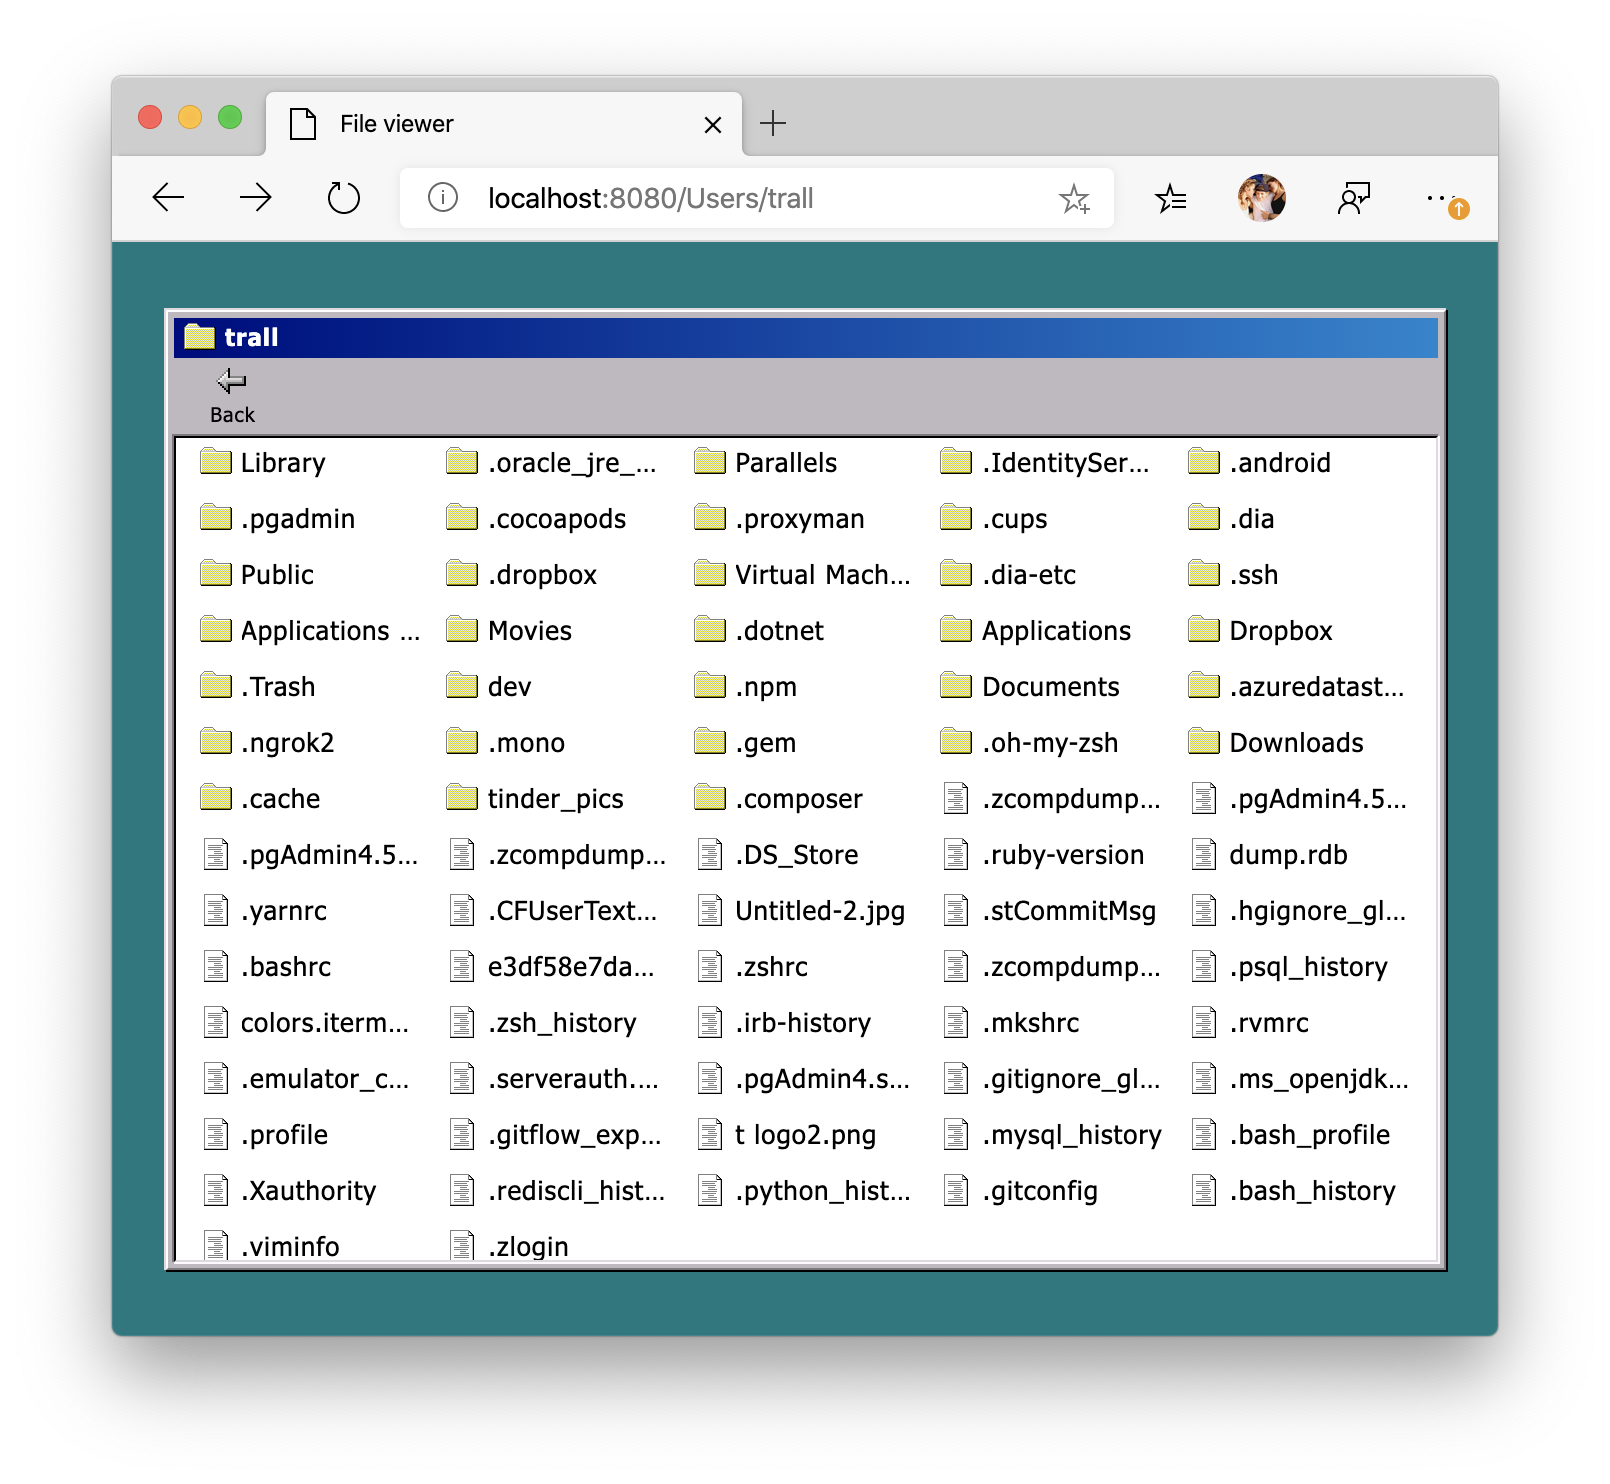 File viewer
localhost:8080/Users/trall
trall
Back
Library .oracle_jre_... Parallels .IdentitySer... .android
.pgadmin .cocoapods .proxyman .cups .dia
Public .dropbox Virtual Mach... .dia-etc .ssh
Applications ... Movies .dotnet Applications Dropbox
.Trash dev .npm Documents .azuredatast...
.ngrok2 .mono .gem .oh-my-zsh Downloads
.cache tinder_pics .composer .zcompdump... .pgAdmin4.5...
.pgAdmin4.5... .zcompdump... .DS_Store .ruby-version dump.rdb
.yarnrc .CFUserText... Untitled-2.jpg .stCommitMsg .hgignore_gl...
.bashrc e3df58e7da... .zshrc .zcompdump... .psql_history
colors.iterm... .zsh_history .irb-history .mkshrc .rvmrc
.emulator_c... .serverauth.... .pgAdmin4.s... .gitignore_gl... .ms_openjdk...
.profile .gitflow_exp... t logo2.png .mysql_history .bash_profile
.Xauthority .rediscli_hist... .python_hist... .gitconfig .bash_history
.viminfo .zlogin